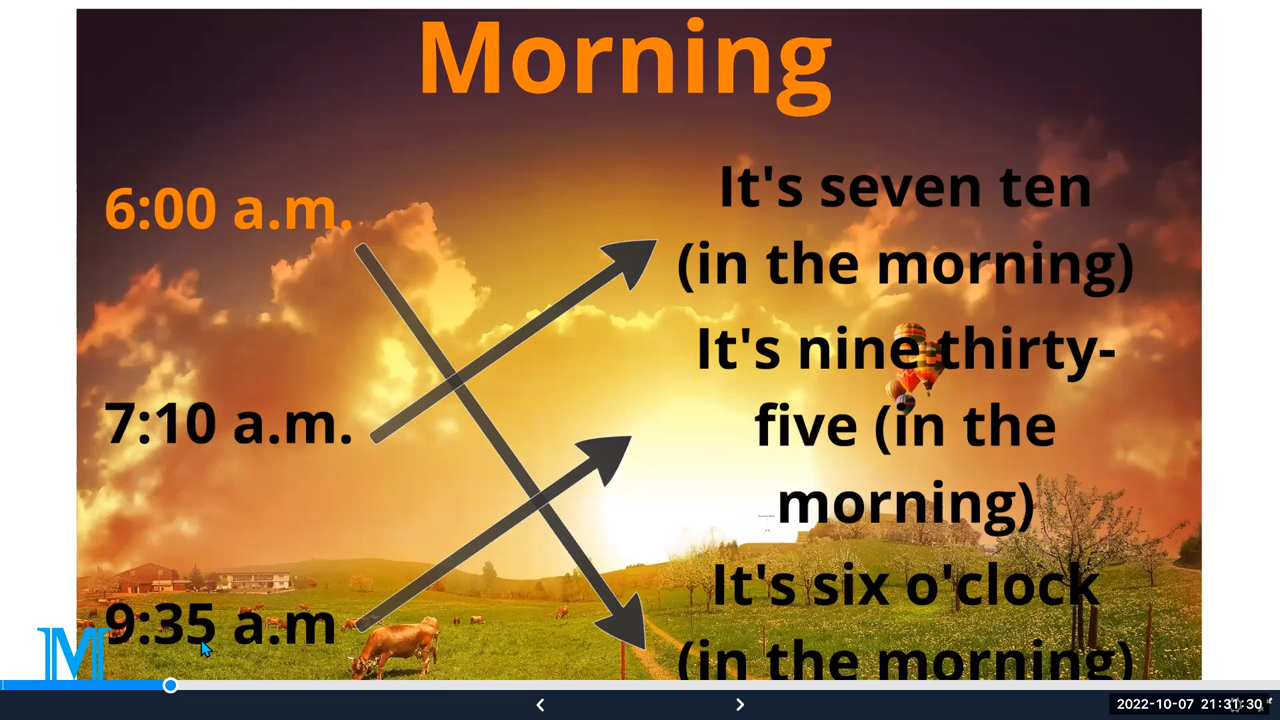 Morning
6:00 a.m.
7:10 a.m.
9:35 a.m
It's seven ten
(in the morning)
It's nine thirty-
five (in the
morning)
It's six o'clock
(in the morning)
M
2022-10-07 21:31:30